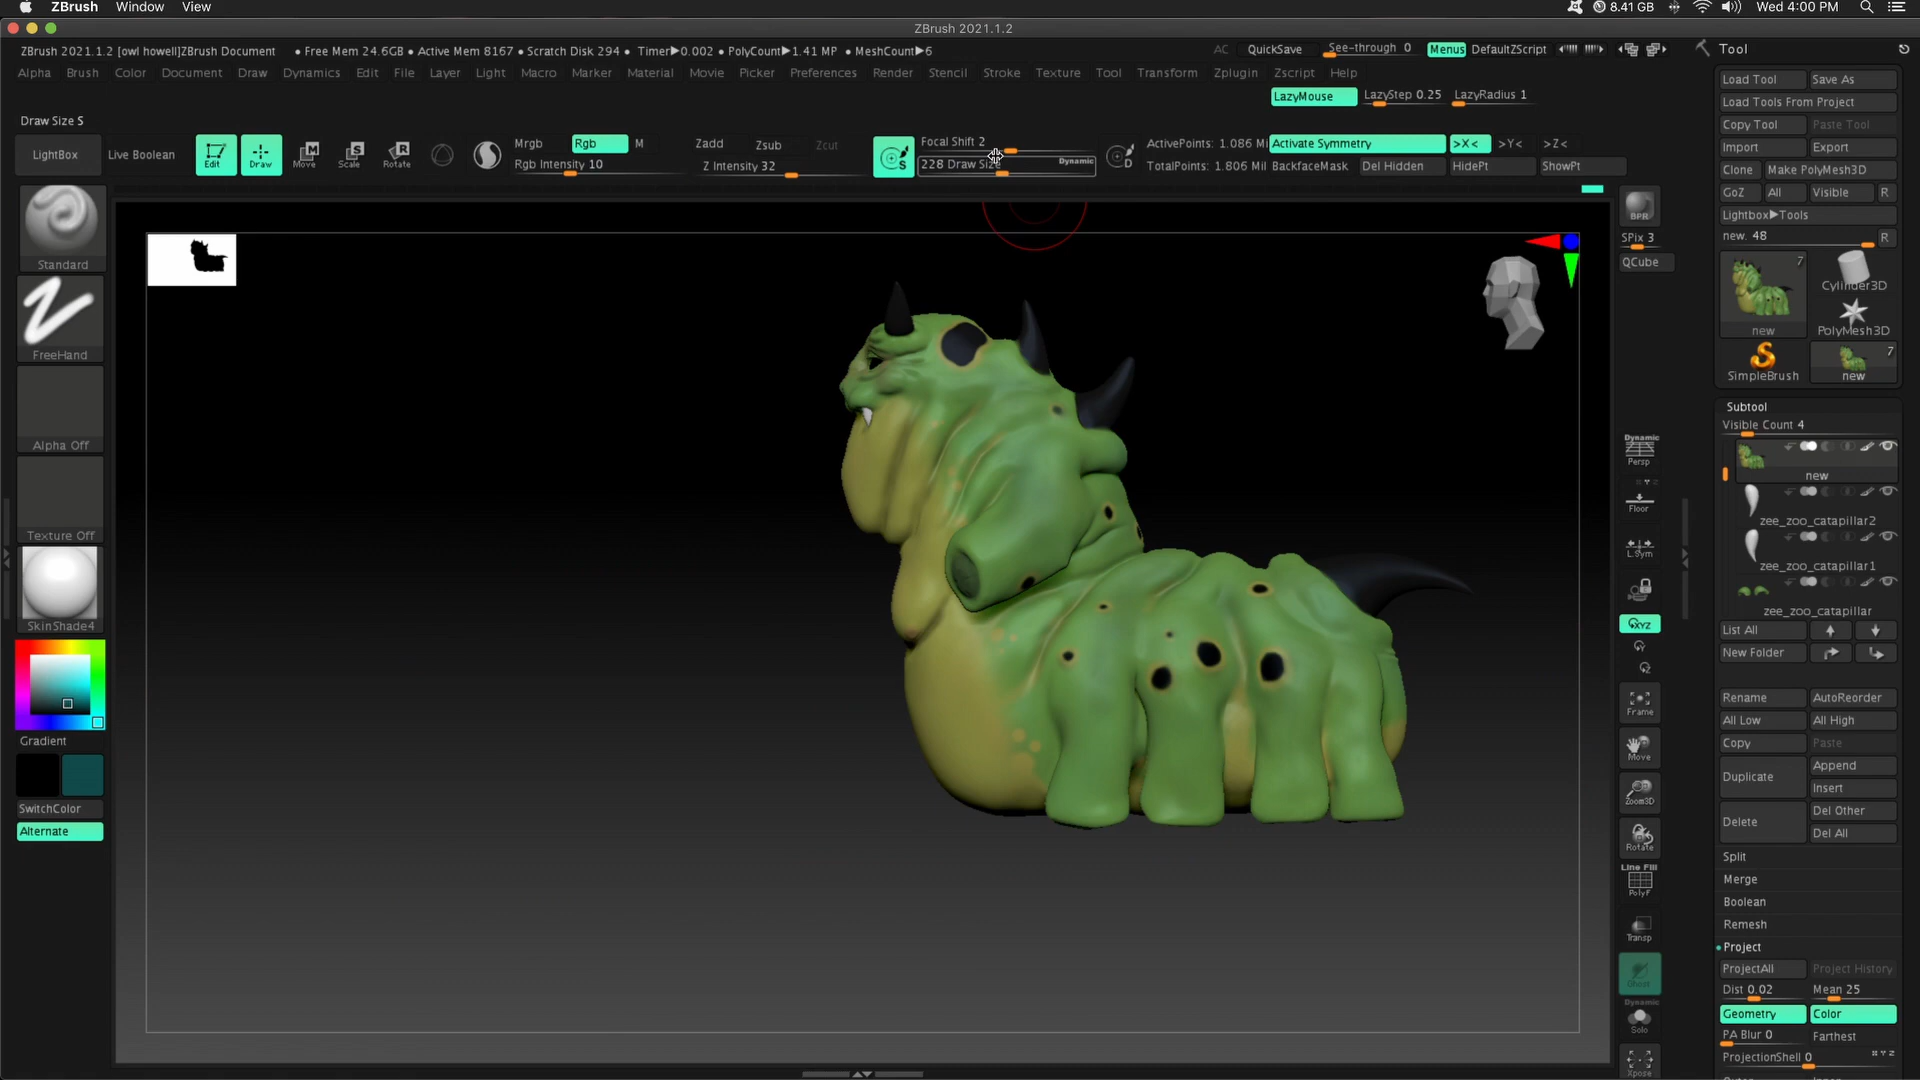 ZBrush Window View 8.41 GB Wed 4:00 PM
ZBrush 2021.1.2
ZBrush 2021.1.2 [owl howell]ZBrush Document • Free Mem 24.6GB • Active Mem 8167 • Scratch Disk 294 • Timer▶0.002 • PolyCount▶1.41 MP • MeshCount▶6 AC QuickSave See-through 0 Menus DefaultZScript Tool
Alpha Brush Color Document Draw Dynamics Edit File Layer Light Macro Marker Material Movie Picker Preferences Render Stencil Stroke Texture Tool Transform Zplugin Zscript Help
LazyMouse LazyStep 0.25 LazyRadius 1
Draw Size S
LightBox
Live Boolean
Edit
Draw
Move
Scale
Rotate
Mrgb Rgb M
Rgb Intensity 10
Zadd Zsub Zcut
Z Intensity 32
S
Focal Shift 2
228 Draw Size Dynamic
D
ActivePoints: 1.086 Mi
TotalPoints: 1.806 Mil
Activate Symmetry >X< >Y< >Z<
BackfaceMask Del Hidden HidePt ShowPt
Standard
FreeHand
Alpha Off
Texture Off
SkinShade4
Gradient
SwitchColor
Alternate
BPR
SPix 3
QCube
Dynamic
Persp
Floor
L.Sym
XYZ
Y
Z
Frame
Move
Zoom3D
Rotate
Line Fill
PolyF
Transp
Ghost
Dynamic
Solo
Xpose
Load Tool Save As
Load Tools From Project
Copy Tool Paste Tool
Import Export
Clone Make PolyMesh3D
GoZ All Visible R
Lightbox▶Tools
new. 48 R
7
new
Cylinder3D
PolyMesh3D
SimpleBrush
7
new
Subtool
Visible Count 4
new
zee_zoo_catapillar2
zee_zoo_catapillar1
zee_zoo_catapillar
List All
New Folder
Rename AutoReorder
All Low All High
Copy Paste
Duplicate Append
Insert
Delete Del Other
Del All
Split
Merge
Boolean
Remesh
Project
ProjectAll Project History
Dist 0.02 Mean 25
Geometry Color
PA Blur 0 Farthest
ProjectionShell 0 X Y Z